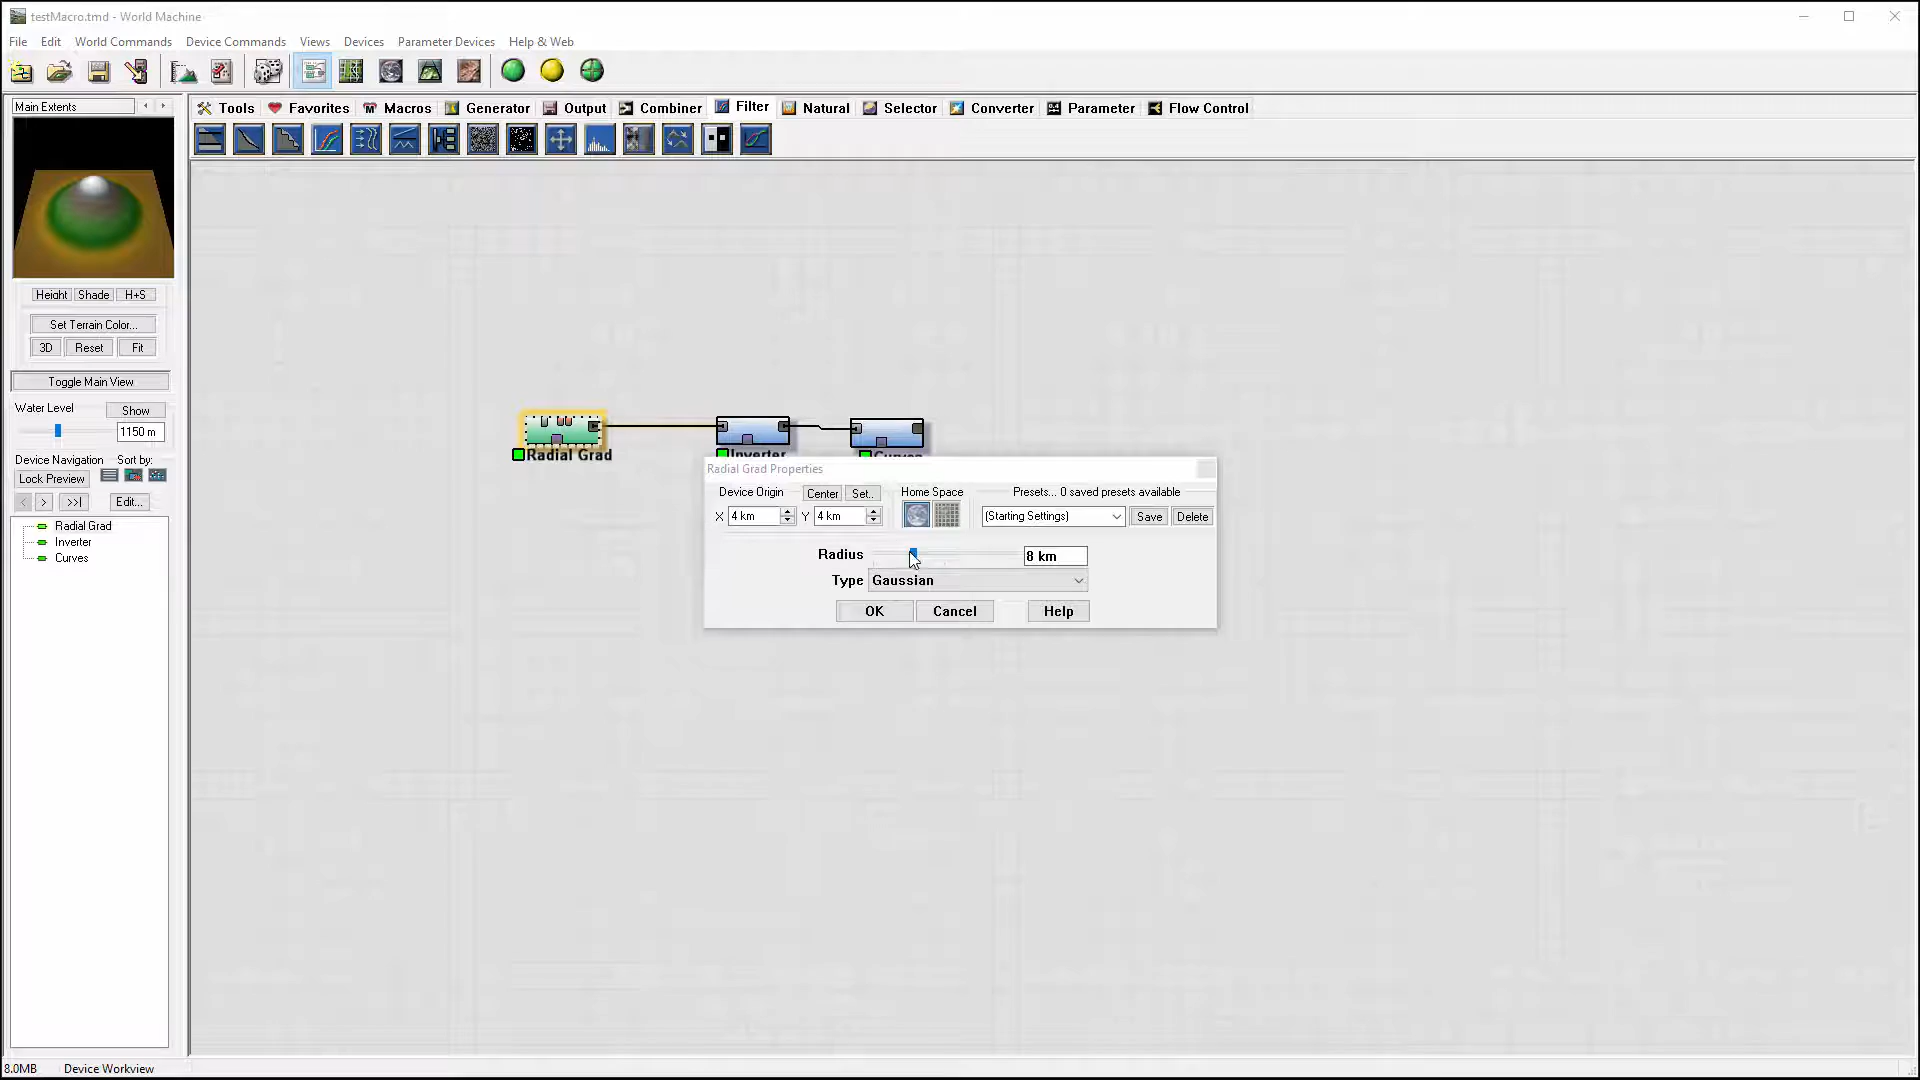 testMacro.tmd - World Machine
File Edit World Commands Device Commands Views Devices Parameter Devices Help & Web
Main Extents
Tools Favorites Macros Generator Output Combiner Filter Natural Selector Converter Parameter Flow Control
Height Shade H+S
Set Terrain Color...
3D Reset Fit
Toggle Main View
Water Level Show
1150 m
Device Navigation Sort by:
Lock Preview
< > >>| Edit...
Radial Grad
Inverter
Curves
Radial Grad
Inverter
Curves
Radial Grad Properties
Device Origin Center Set.. Home Space Presets... 0 saved presets available
X 4 km Y 4 km (Starting Settings) Save Delete
Radius 8 km
Type Gaussian
OK Cancel Help
8.0MB Device Workview